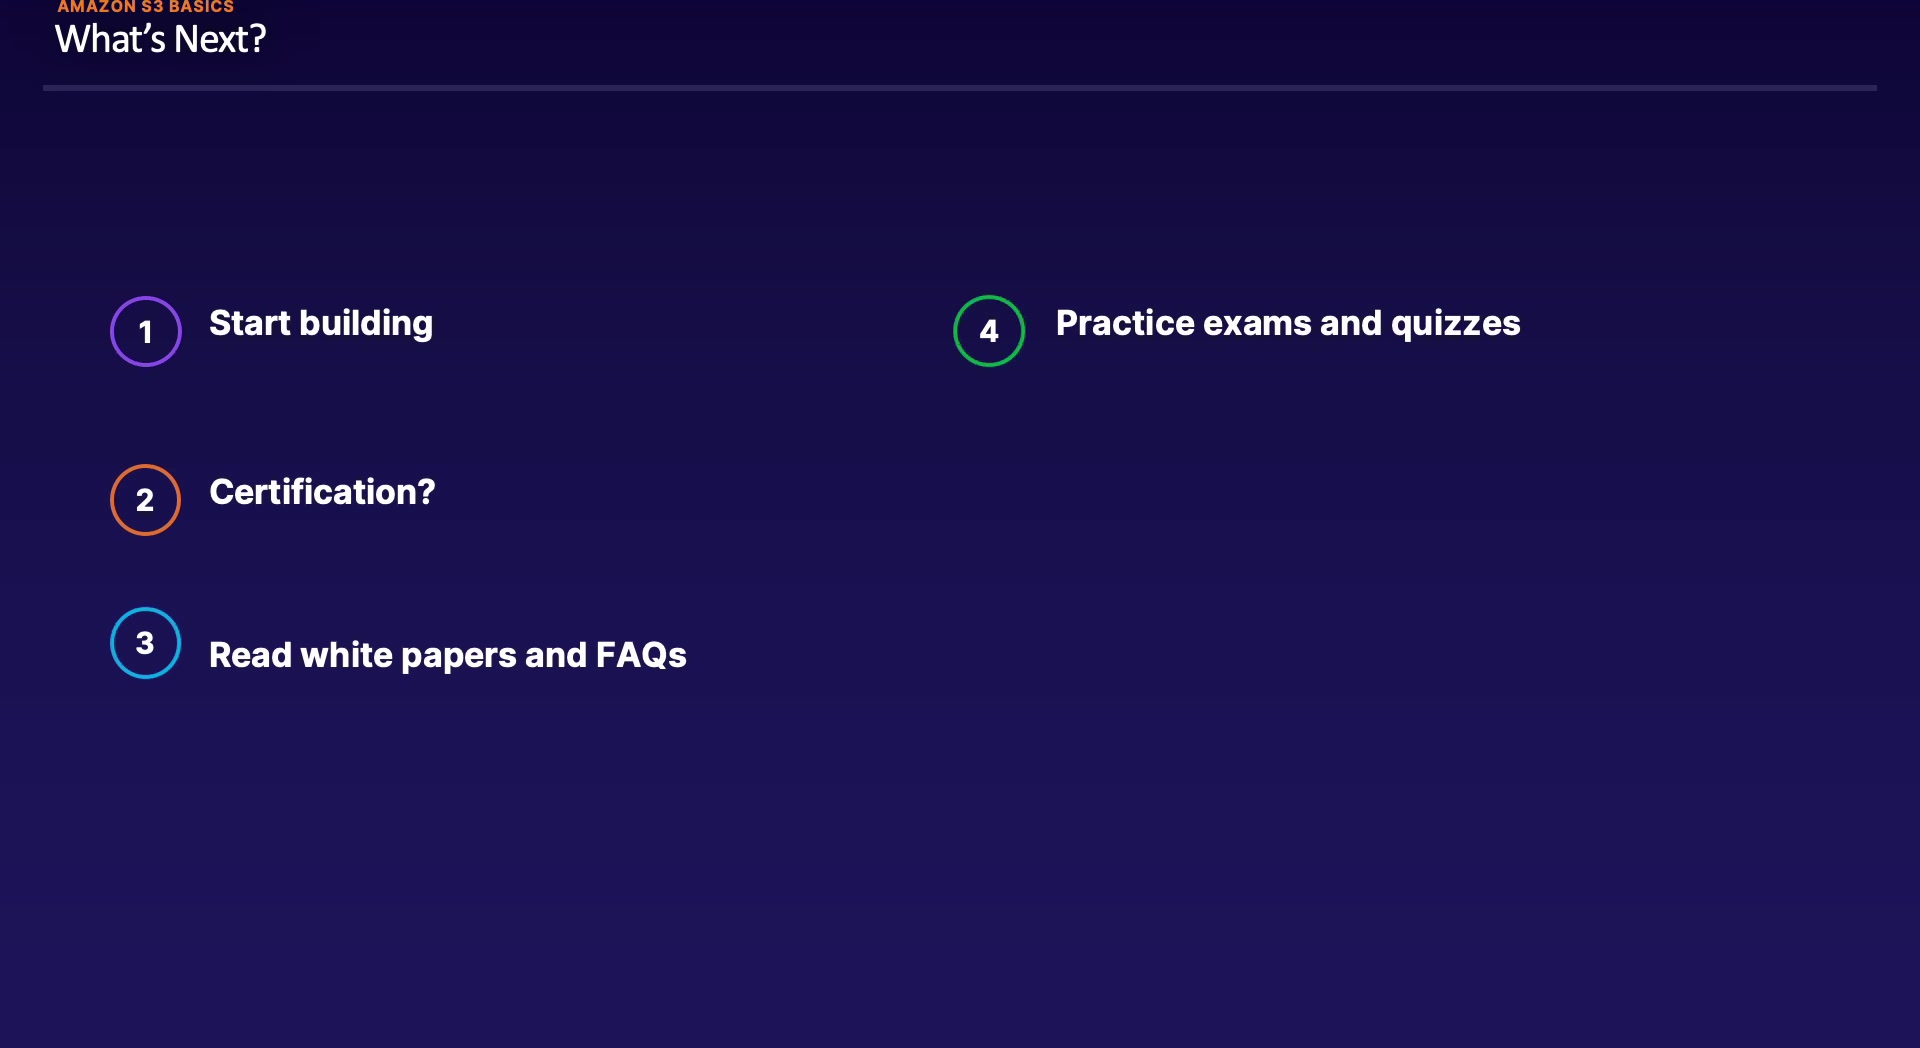 AMAZON S3 BASICS
What's Next?
1 Start building
2 Certification?
3 Read white papers and FAQs
4 Practice exams and quizzes